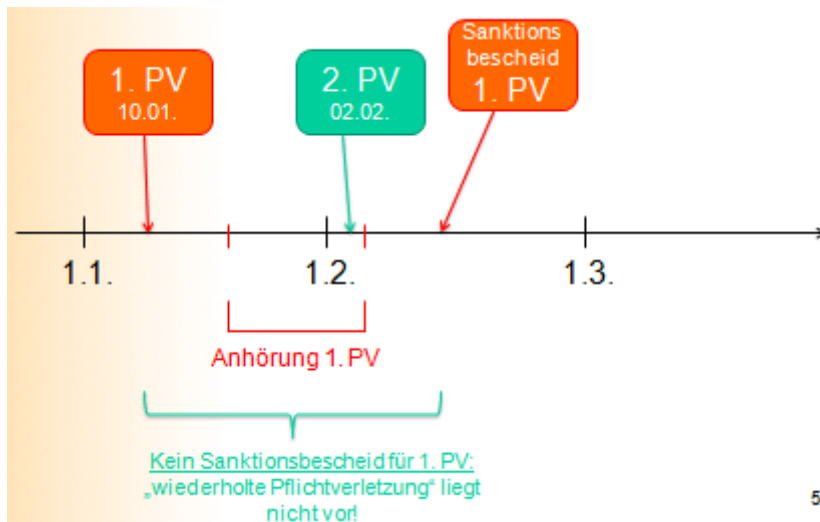 1. PV
10.01.
2. PV
02.02.
Sanktions
bescheid
1. PV
1.1.
1.2.
1.3.
Anhörung 1. PV
Kein Sanktionsbescheid für 1. PV:
„wiederholte Pflichtverletzung“ liegt
nicht vor!
5